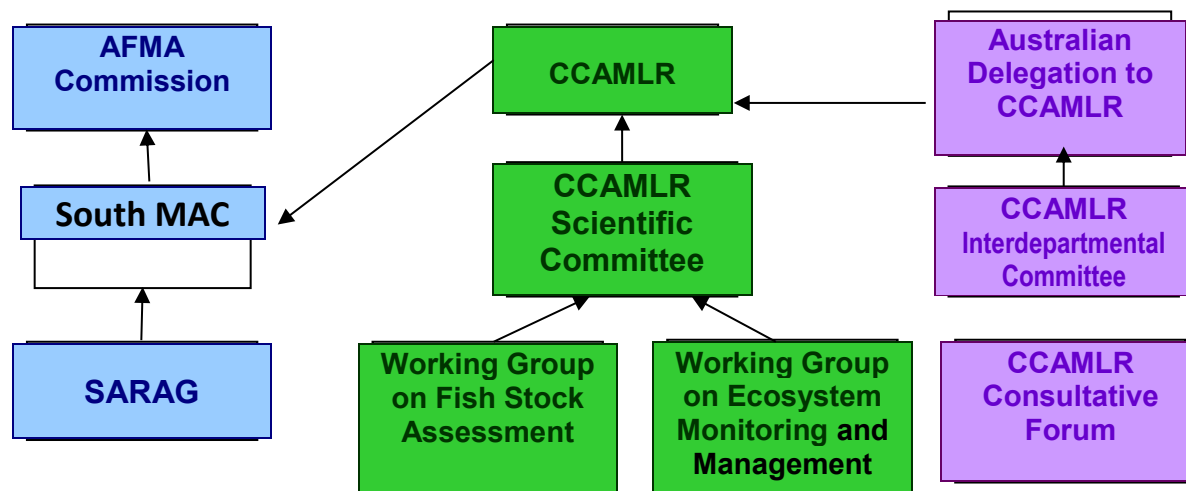 AFMA
Commission
CCAMLR
Australian
Delegation to
CCAMLR
South MAC
CCAMLR
Scientific
Committee
CCAMLR
Interdepartmental
Committee
SARAG
Working Group
on Fish Stock
Assessment
Working Group
on Ecosystem
Monitoring and
Management
CCAMLR
Consultative
Forum